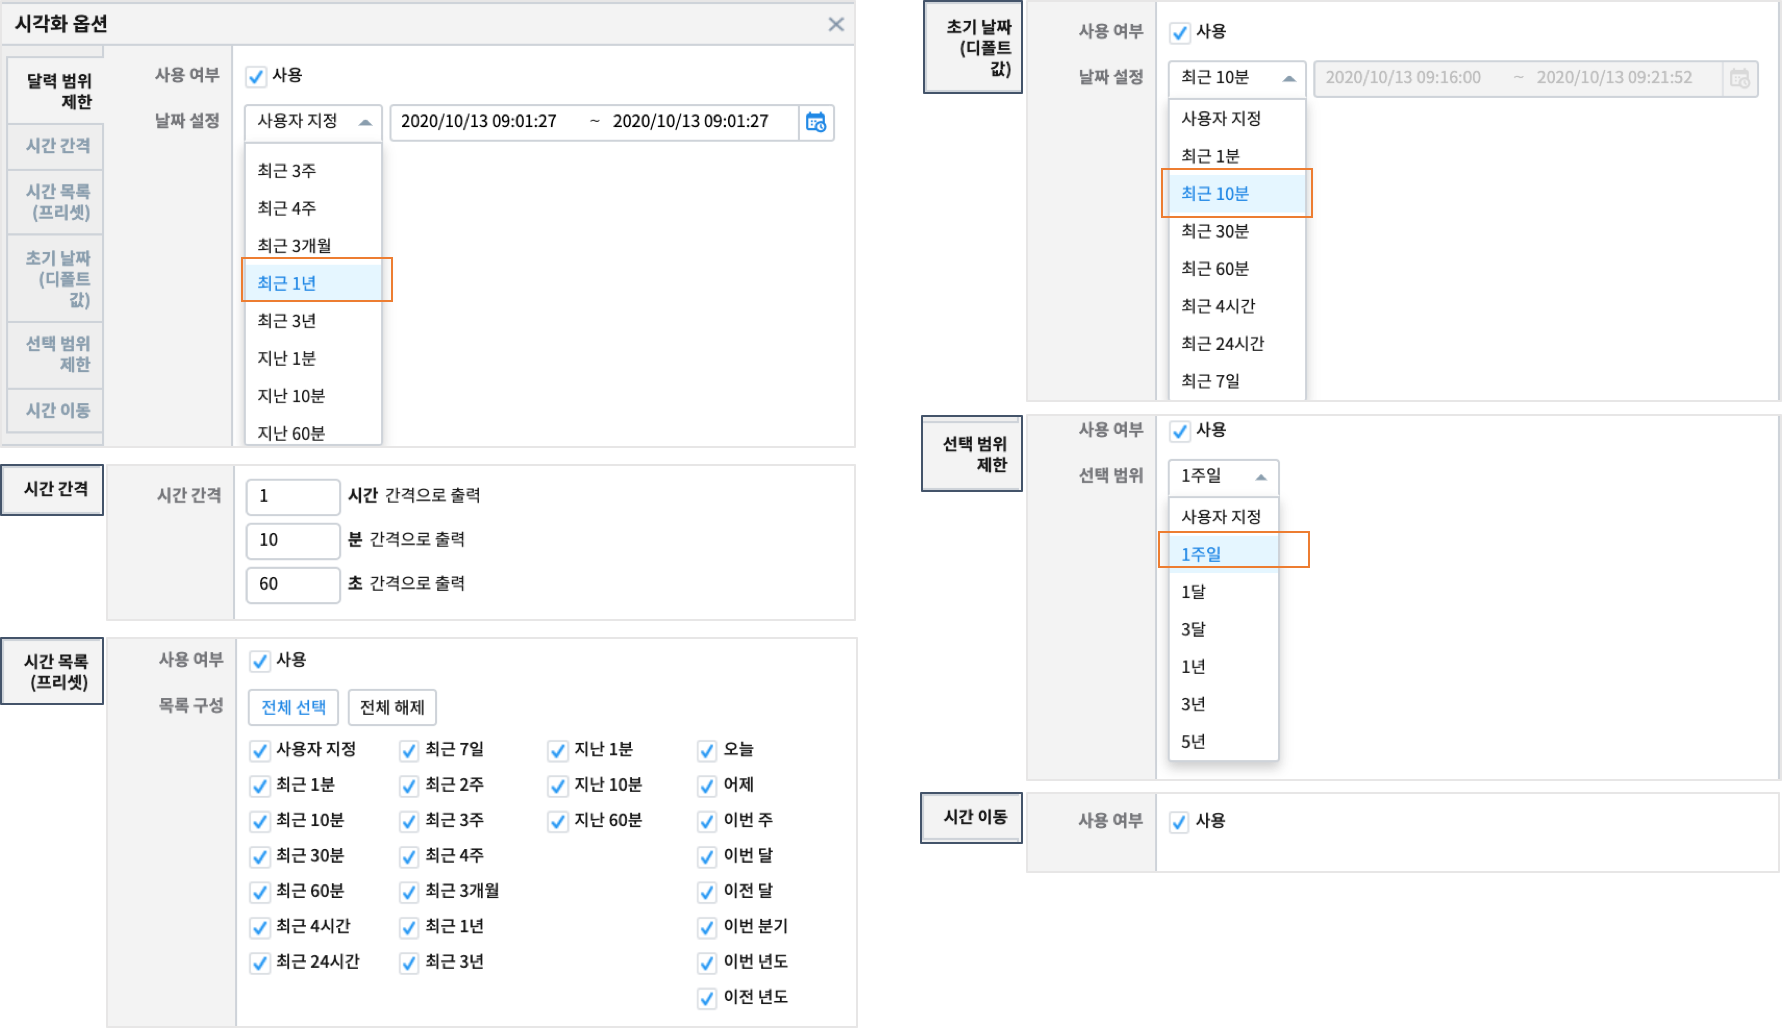 시각화 옵션
달력 범위
제한
시간 간격
시간 목록
(프리셋)
초기 날짜
(디폴트
값)
선택 범위
제한
시간 이동
사용 여부
사용
날짜 설정
사용자 지정
2020/10/13 09:01:27 ~ 2020/10/13 09:01:27
최근 3주
최근 4주
최근 3개월
최근 1년
최근 3년
지난 1분
지난 10분
지난 60분
시간 간격
시간 간격
1 시간 간격으로 출력
10 분 간격으로 출력
60 초 간격으로 출력
시간 목록
(프리셋)
사용 여부
사용
목록 구성
전체 선택 전체 해제
사용자 지정 최근 7일 지난 1분 오늘
최근 1분 최근 2주 지난 10분 어제
최근 10분 최근 3주 지난 60분 이번 주
최근 30분 최근 4주 이번 달
최근 60분 최근 3개월 이전 달
최근 4시간 최근 1년 이번 분기
최근 24시간 최근 3년 이번 년도
이전 년도
초기 날짜
(디폴트
값)
사용 여부
사용
날짜 설정
최근 10분
2020/10/13 09:16:00 ~ 2020/10/13 09:21:52
사용자 지정
최근 1분
최근 10분
최근 30분
최근 60분
최근 4시간
최근 24시간
최근 7일
선택 범위
제한
사용 여부
사용
선택 범위
1주일
사용자 지정
1주일
1달
3달
1년
3년
5년
시간 이동
사용 여부
사용